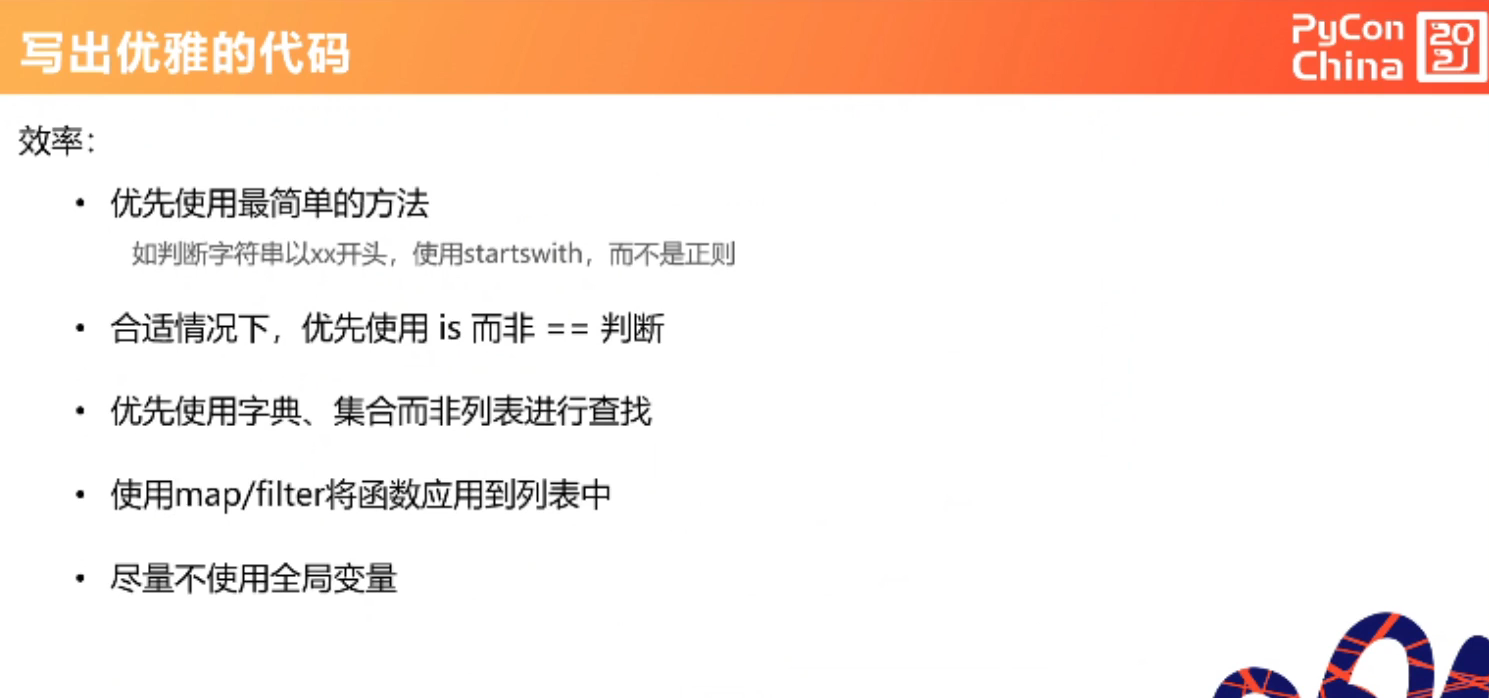 写出优雅的代码
PyCon
China
20
21
效率：
• 优先使用最简单的方法
如判断字符串以xx开头，使用startswith，而不是正则
• 合适情况下，优先使用 is 而非 == 判断
• 优先使用字典、集合而非列表进行查找
• 使用map/filter将函数应用到列表中
• 尽量不使用全局变量